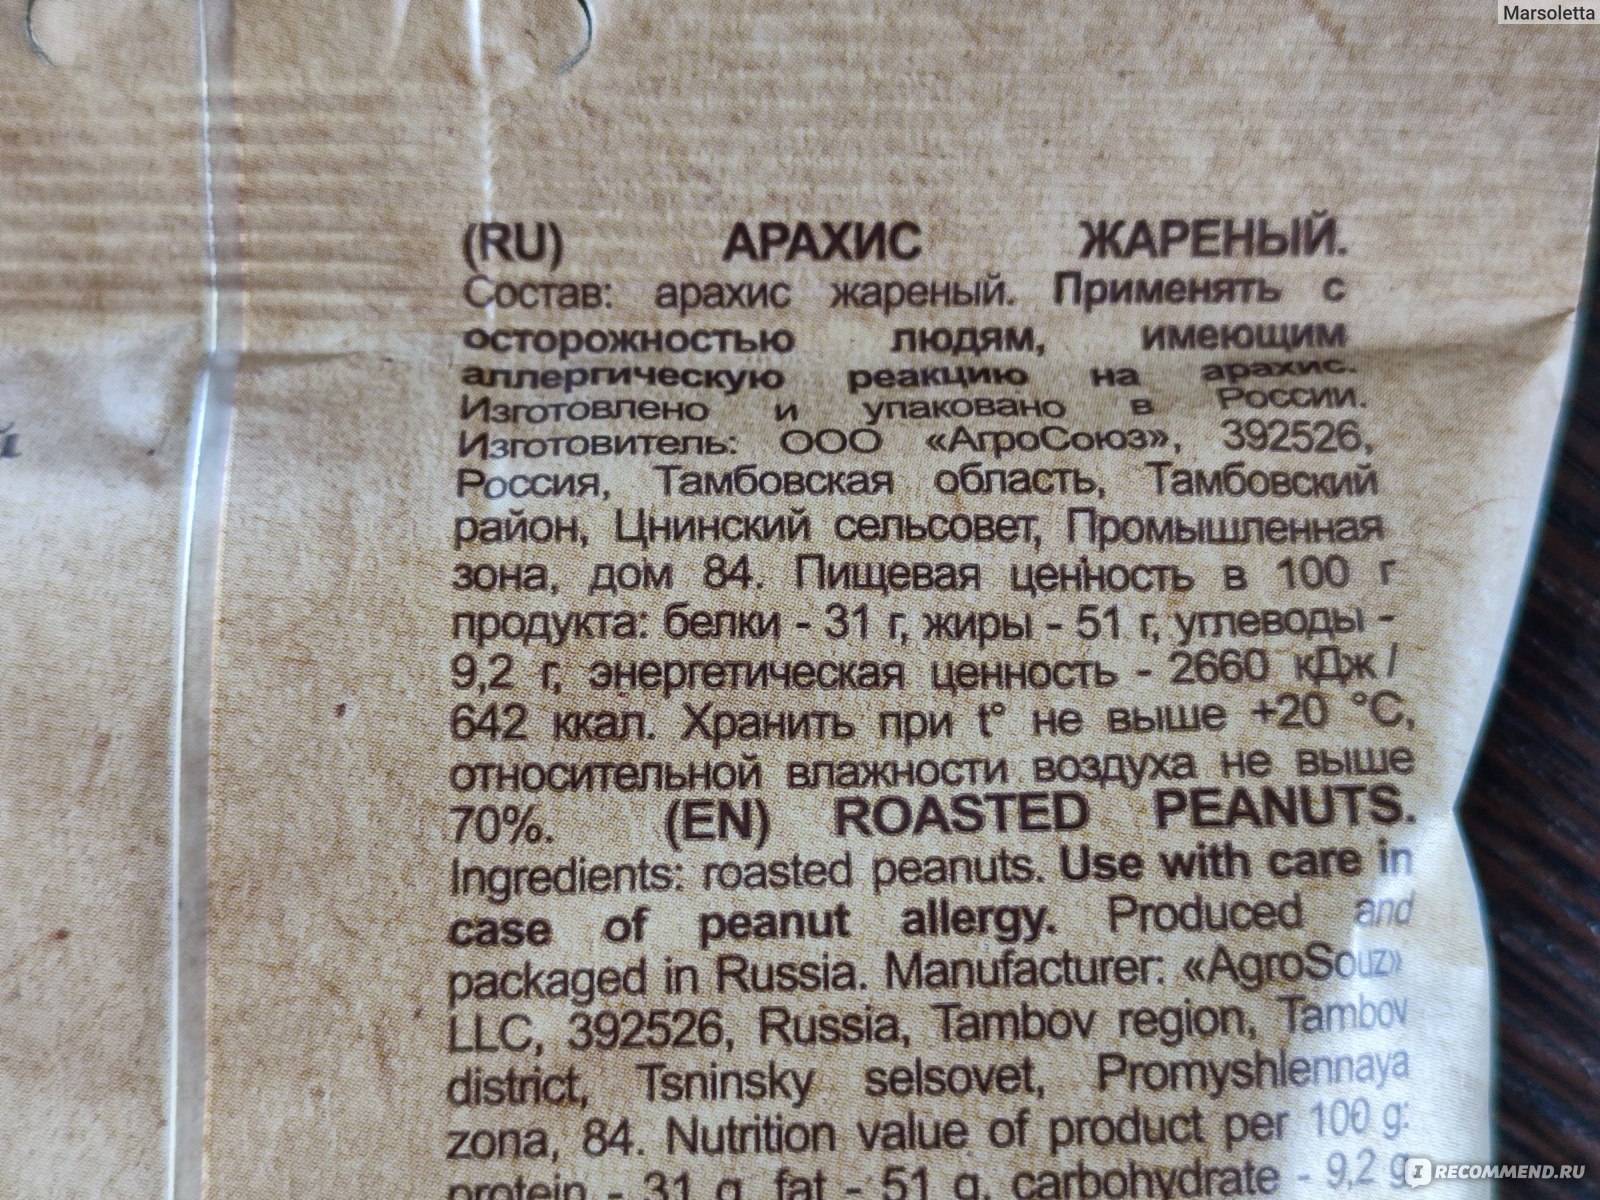 Marsoletta
й
(RU) АРАХИС ЖАРЕНЫЙ.
Состав: арахис жареный. Применять с
осторожностью людям, имеющим
аллергическую реакцию на арахис.
Изготовлено и упаковано в России.
Изготовитель: ООО «АгроСоюз», 392526,
Россия, Тамбовская область, Тамбовский
район, Цнинский сельсовет, Промышленная
зона, дом 84. Пищевая ценность в 100 г
продукта: белки - 31 г, жиры - 51 г, углеводы -
9,2 г, энергетическая ценность - 2660 кДж /
642 ккал. Хранить при t° не выше +20 °С,
относительной влажности воздуха не выше
70%. (EN) ROASTED PEANUTS.
Ingredients: roasted peanuts. Use with care in
case of peanut allergy. Produced and
packaged in Russia. Manufacturer: «AgroSouz»
LLC, 392526, Russia, Tambov region, Tambov
district, Tsninsky selsovet, Promyshlennaya
zona, 84. Nutrition value of product per 100 g:
protein - 31 g, fat - 51 g, carbohydrate - 9,2 g,
IRECOMMEND.RU